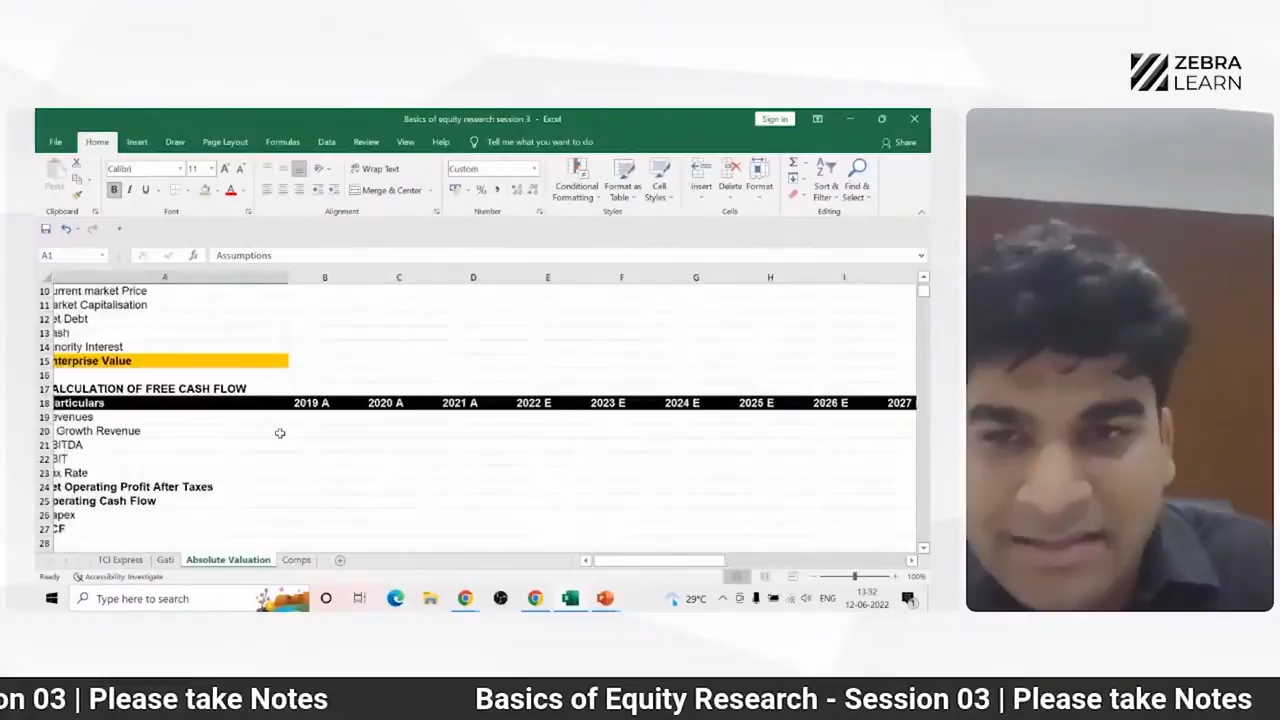 ZEBRA
LEARN
Basics of equity research session 3 - Excel
Sign in
File Home Insert Draw Page Layout Formulas Data Review View Help Tell me what you want to do Share
Paste
Calibri 11
B I U
Wrap Text
Merge & Center
Custom
% ,
Conditional
Formatting
Format as
Table
Cell
Styles
Insert
Delete
Format
Sort &
Filter
Find &
Select
Clipboard Font Alignment Number Styles Cells Editing
A1 fx Assumptions
A B C D E F G H I
10 urrent market Price
11 arket Capitalisation
12 et Debt
13 ash
14 nority Interest
15 nterprise Value
16
17 ALCULATION OF FREE CASH FLOW
18 articulars 2019 A 2020 A 2021 A 2022 E 2023 E 2024 E 2025 E 2026 E 2027
19 evenues
20 Growth Revenue
21 BITDA
22 BIT
23 ax Rate
24 et Operating Profit After Taxes
25 perating Cash Flow
26 apex
27 CF
28
TCI Express Gati Absolute Valuation Comps
Ready Accessibility: Investigate 100%
Type here to search
29°C
ENG
13:32
12-06-2022
on 03 | Please take Notes Basics of Equity Research - Session 03 | Please take Notes